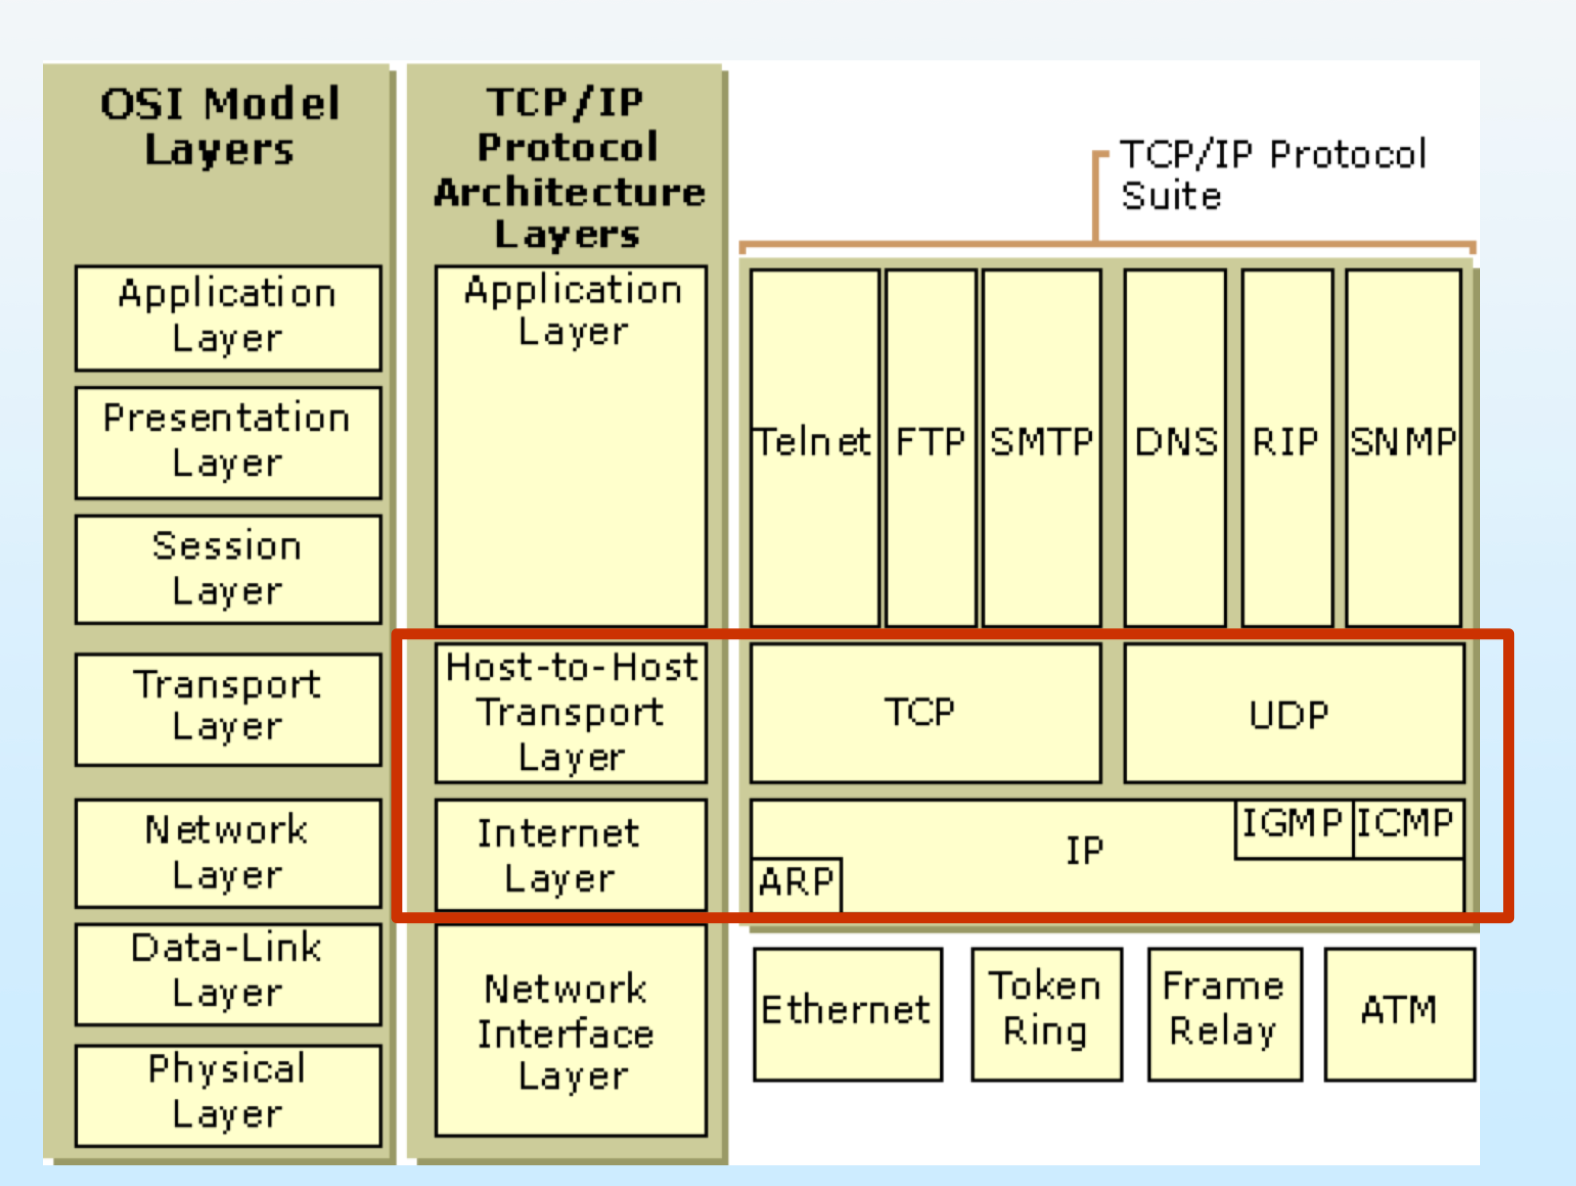 OSI Model
Layers
Application
Layer
Presentation
Layer
Session
Layer
Transport
Layer
Network
Layer
Data-Link
Layer
Physical
Layer
TCP/IP
Protocol
Architecture
Layers
Application
Layer
Host-to-Host
Transport
Layer
Internet
Layer
Network
Interface
Layer
TCP/IP Protocol
Suite
Telnet
FTP
SMTP
DNS
RIP
SNMP
TCP
UDP
IP
IGMP
ICMP
ARP
Ethernet
Token
Ring
Frame
Relay
ATM